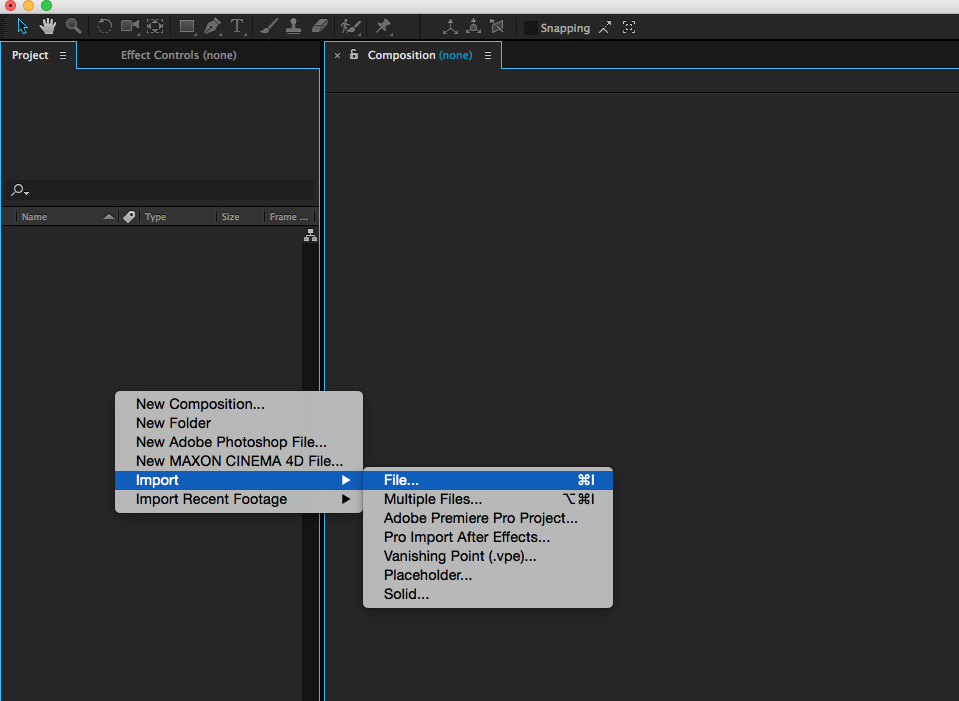 Snapping
Project
Effect Controls (none)
× Composition (none)
Name Type Size Frame ...
New Composition...
New Folder
New Adobe Photoshop File...
New MAXON CINEMA 4D File...
Import
Import Recent Footage
File... ⌘I
Multiple Files... ⌥⌘I
Adobe Premiere Pro Project...
Pro Import After Effects...
Vanishing Point (.vpe)...
Placeholder...
Solid...